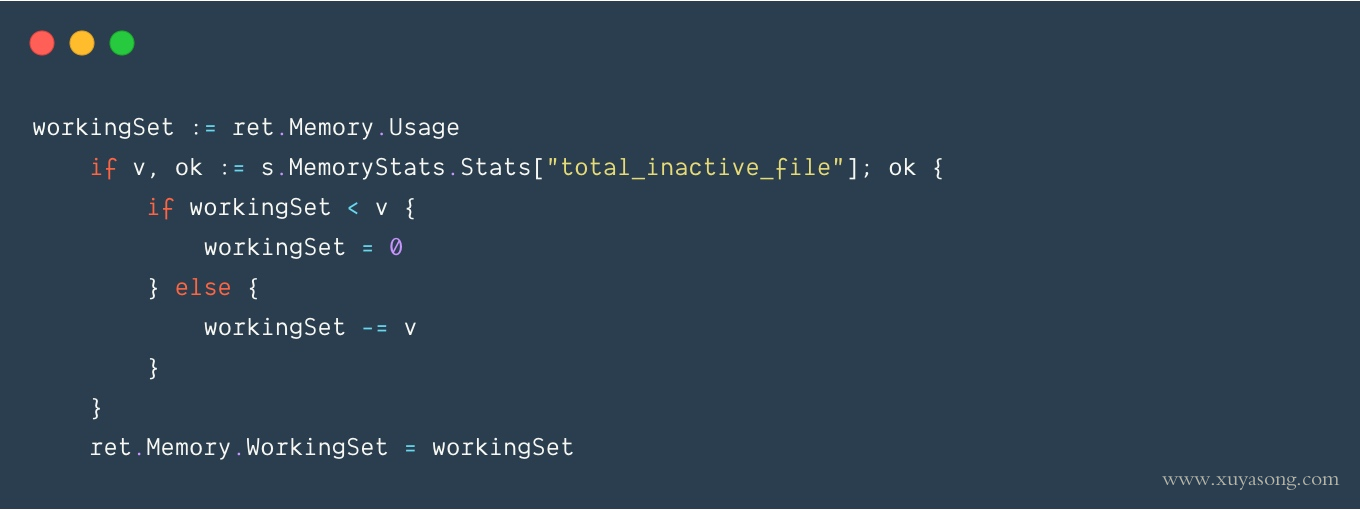 workingSet := ret.Memory.Usage
    if v, ok := s.MemoryStats.Stats["total_inactive_file"]; ok {
        if workingSet < v {
            workingSet = 0
        } else {
            workingSet -= v
        }
    }
    ret.Memory.WorkingSet = workingSet
www.xuyasong.com